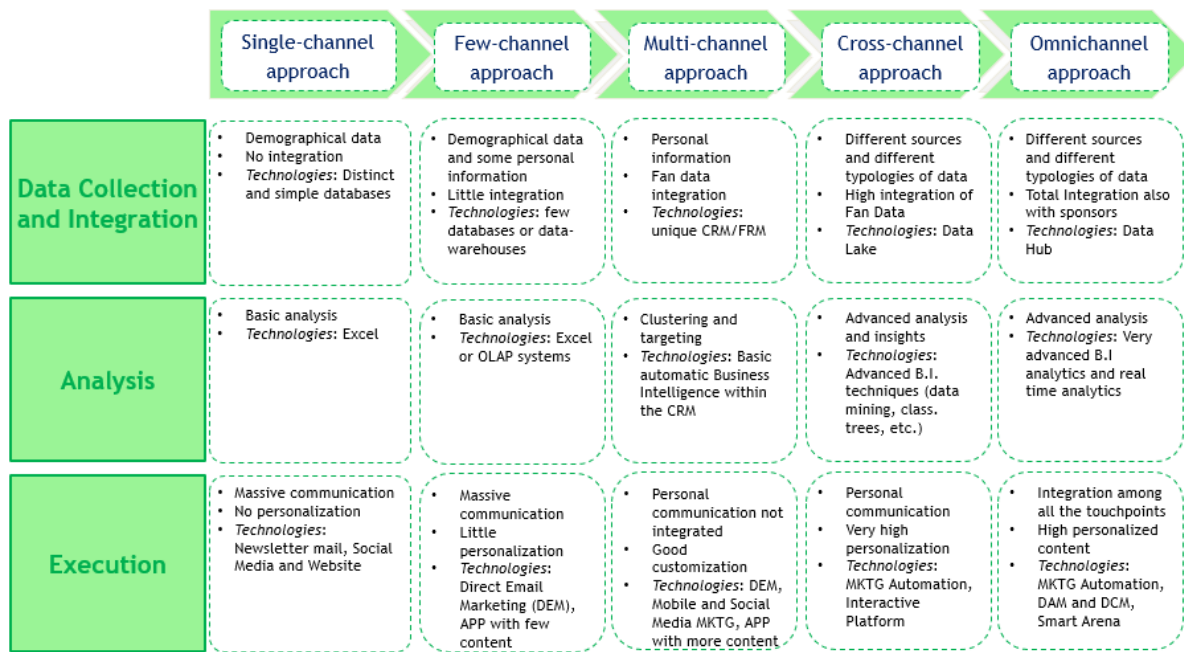 Single-channel
approach
Few-channel
approach
Multi-channel
approach
Cross-channel
approach
Omnichannel
approach
Data Collection
and Integration
• Demographical data
• No integration
• Technologies: Distinct
and simple databases
• Demographical data
and some personal
information
• Little integration
• Technologies: few
databases or data-
warehouses
• Personal
information
• Fan data
integration
• Technologies:
unique CRM/FRM
• Different sources
and different
typologies of data
• High integration of
Fan Data
• Technologies: Data
Lake
• Different sources
and different
typologies of data
• Total Integration also
with sponsors
• Technologies: Data
Hub
Analysis
• Basic analysis
• Technologies: Excel
• Basic analysis
• Technologies: Excel
or OLAP systems
• Clustering and
targeting
• Technologies: Basic
automatic Business
Intelligence within
the CRM
• Advanced analysis
and insights
• Technologies:
Advanced B.I.
techniques (data
mining, class.
trees, etc.)
• Advanced analysis
• Technologies: Very
advanced B.I
analytics and real
time analytics
Execution
• Massive communication
• No personalization
• Technologies:
Newsletter mail, Social
Media and Website
• Massive
communication
• Little
personalization
• Technologies:
Direct Email
Marketing (DEM),
APP with few
content
• Personal
communication not
integrated
• Good
customization
• Technologies: DEM,
Mobile and Social
Media MKTG, APP
with more content
• Personal
communication
• Very high
personalization
• Technologies:
MKTG Automation,
Interactive
Platform
• Integration among
all the touchpoints
• High personalized
content
• Technologies:
MKTG Automation,
DAM and DCM,
Smart Arena